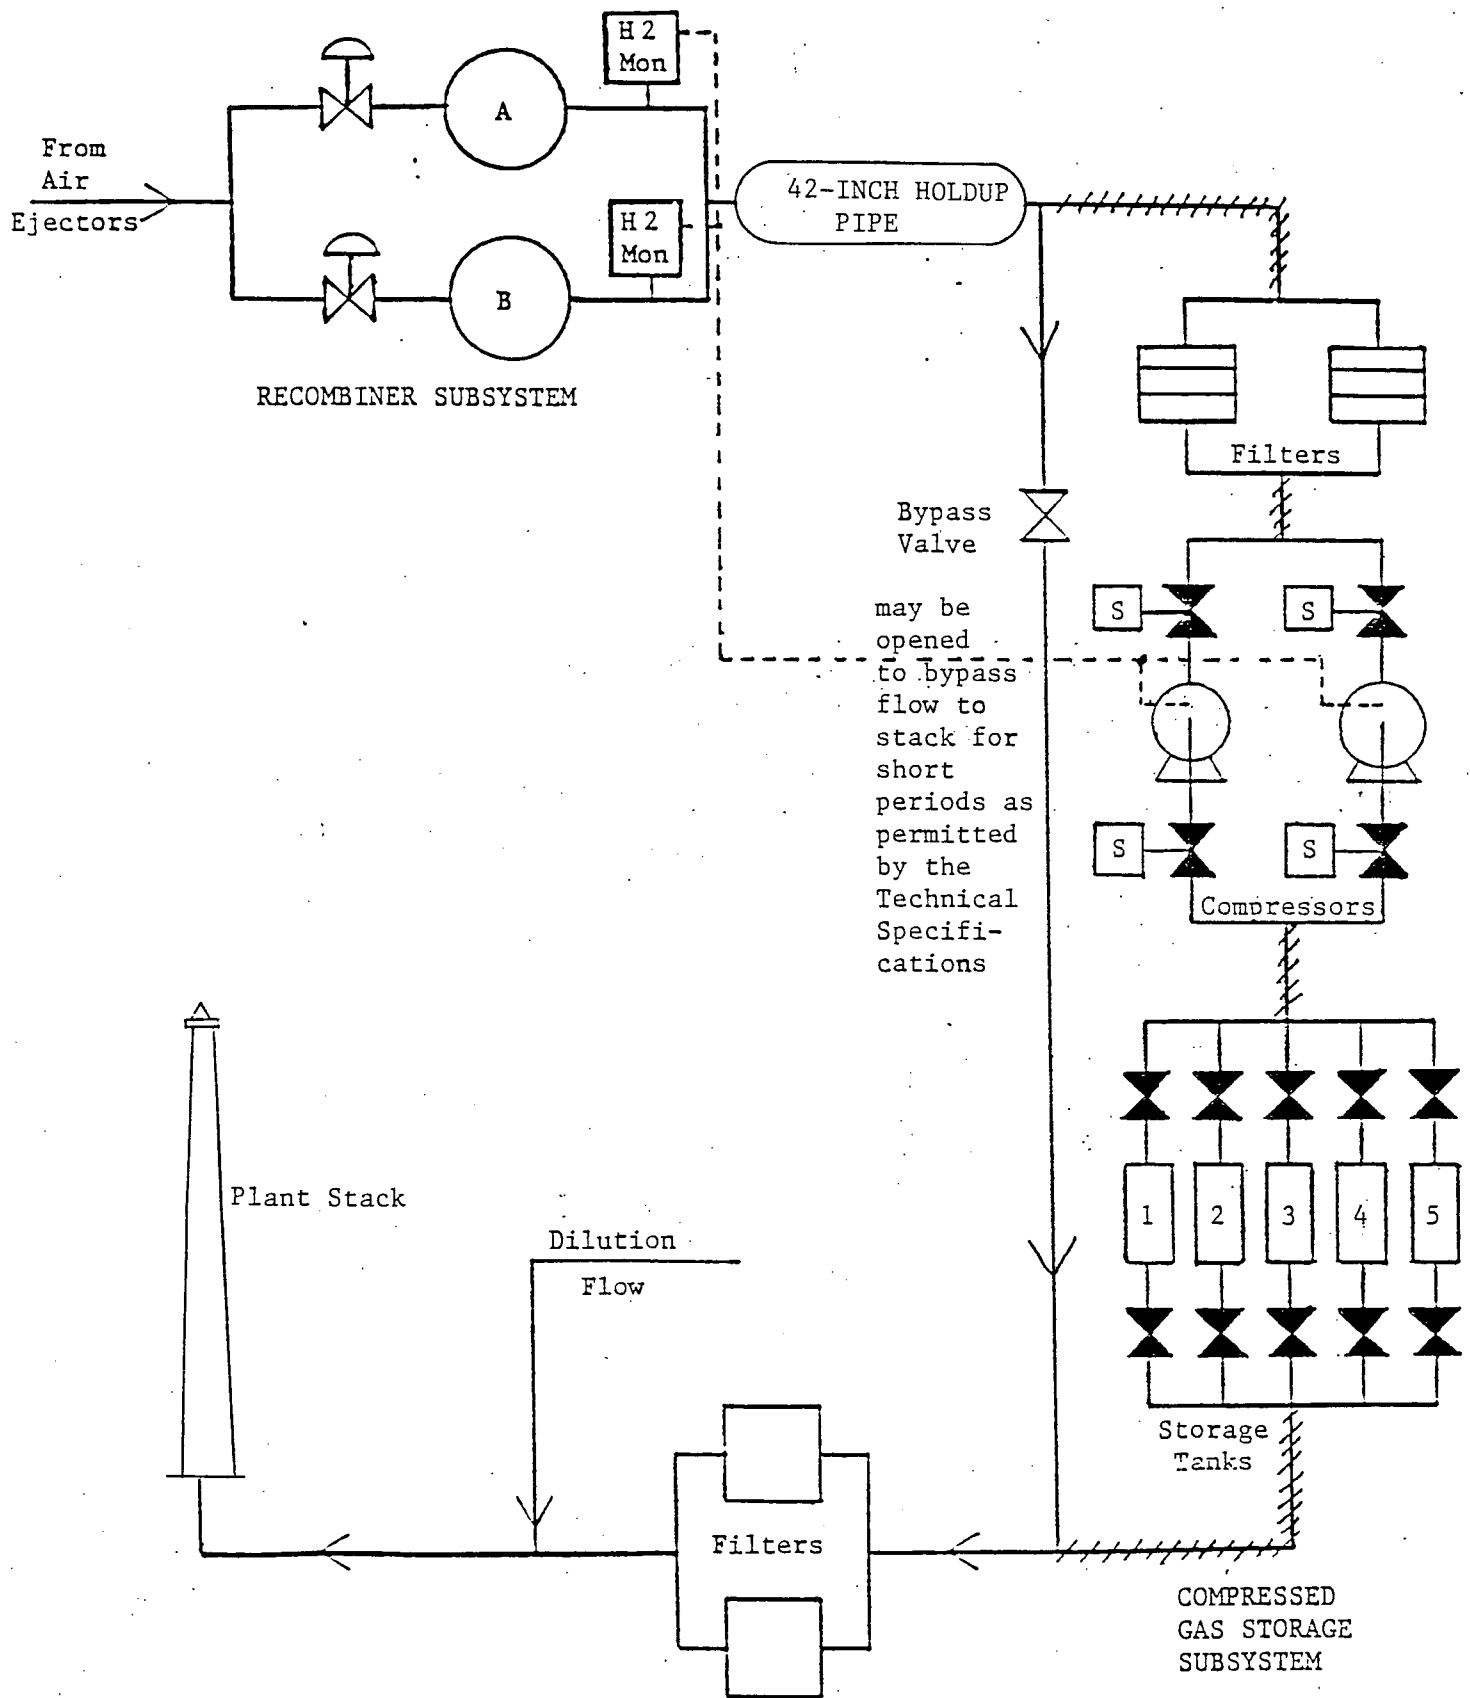 H2
Mon
A
From
Air
Ejectors
H2
Mon
B
42-INCH HOLDUP
PIPE
RECOMBINER SUBSYSTEM
Filters
Bypass
Valve
may be
opened
to bypass
flow to
stack for
short
periods as
permitted
by the
Technical
Specifi-
cations
S
S
S
S
Compressors
1
2
3
4
5
Storage
Tanks
Plant Stack
Dilution
Flow
Filters
COMPRESSED
GAS STORAGE
SUBSYSTEM